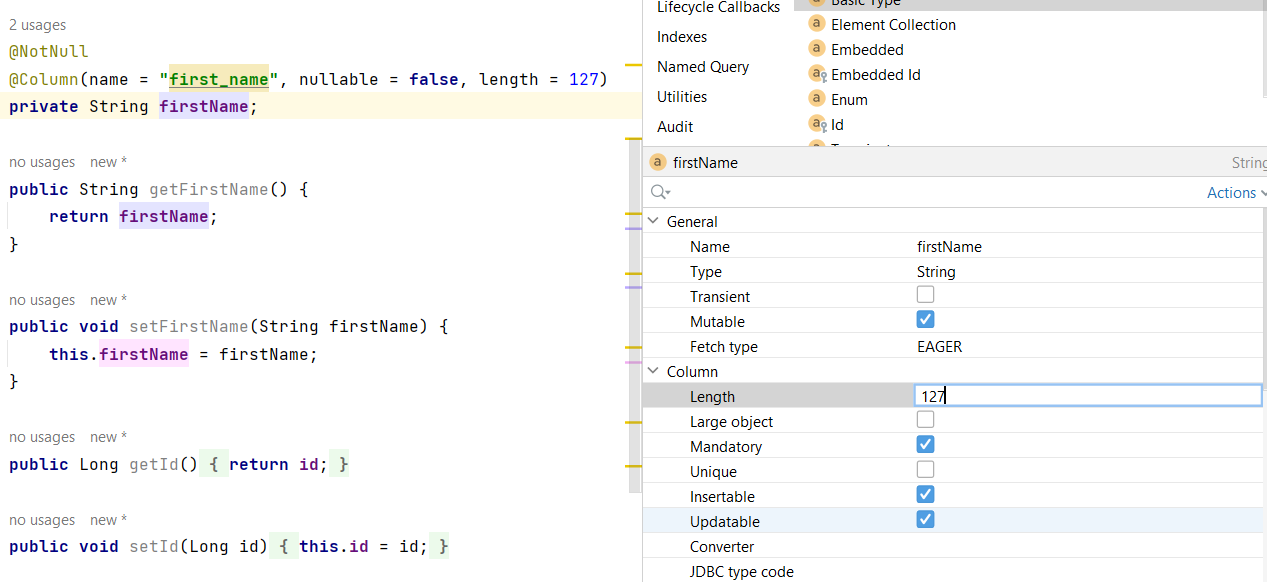 2 usages
@NotNull
@Column(name = "first_name", nullable = false, length = 127)
private String firstName;
no usages new *
public String getFirstName() {
return firstName;
}
no usages new *
public void setFirstName(String firstName) {
this.firstName = firstName;
}
no usages new *
public Long getId() { return id; }
no usages new *
public void setId(Long id) { this.id = id; }
Lifecycle Callbacks
Indexes
Named Query
Utilities
Audit
Basic Type
Element Collection
Embedded
Embedded Id
Enum
Id
a firstName String
Actions
General
Name firstName
Type String
Transient
Mutable
Fetch type EAGER
Column
Length 127
Large object
Mandatory
Unique
Insertable
Updatable
Converter
JDBC type code